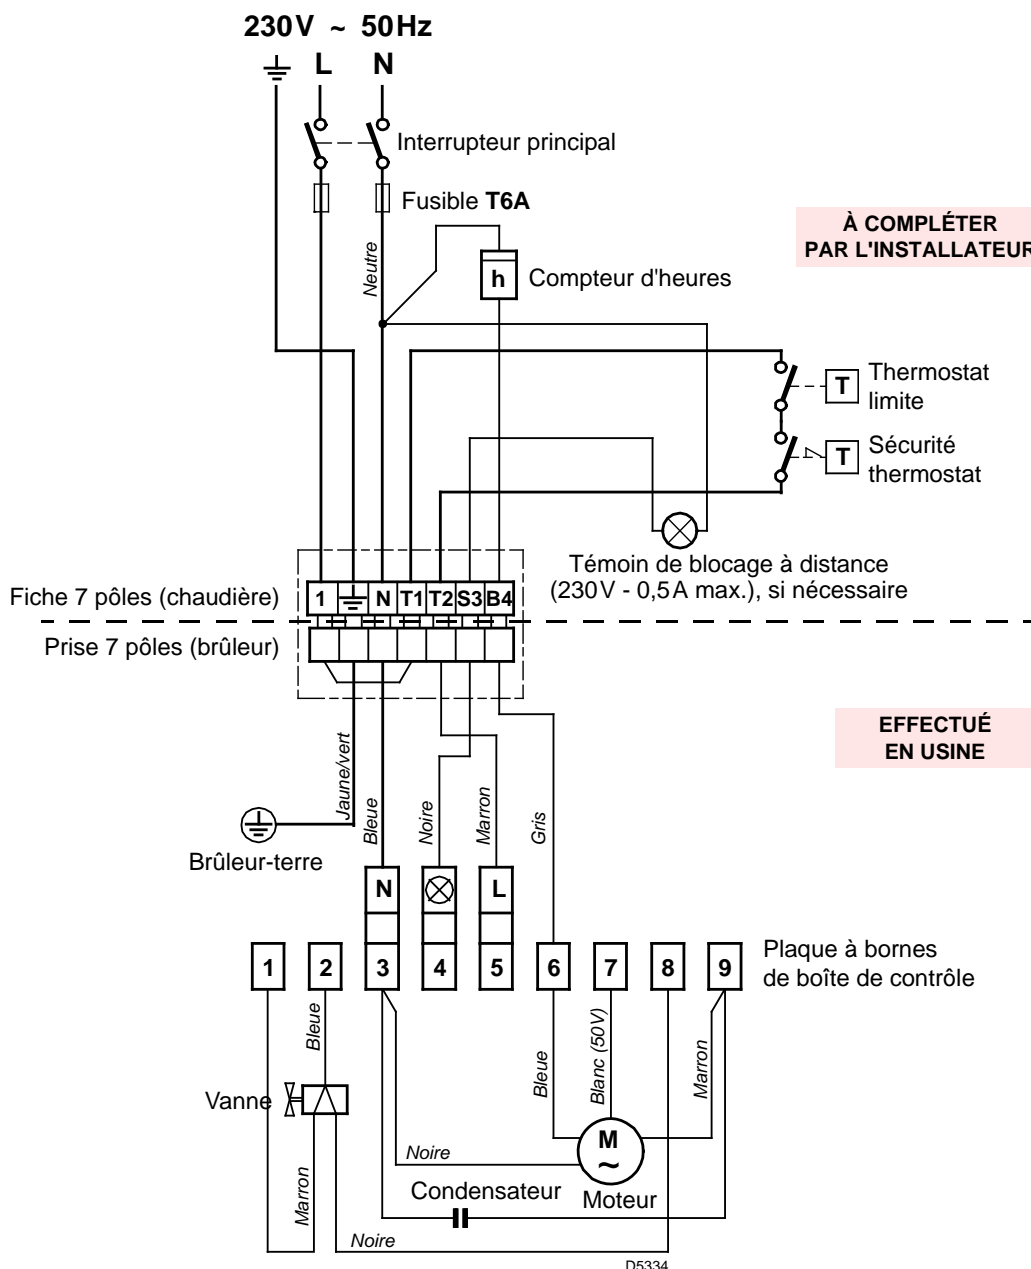 230V ~ 50Hz
L N
Interrupteur principal
Fusible T6A
À COMPLÉTER
PAR L'INSTALLATEUR
Neutre
h
Compteur d'heures
T
Thermostat
limite
T
Sécurité
thermostat
Témoin de blocage à distance
(230V - 0,5A max.), si nécessaire
Fiche 7 pôles (chaudière)
1 N T1 T2 S3 B4
Prise 7 pôles (brûleur)
EFFECTUÉ
EN USINE
Jaune/vert
Bleue
Noire
Marron
Gris
Brûleur-terre
N L
1 2 3 4 5 6 7 8 9
Plaque à bornes
de boîte de contrôle
Bleue
Bleue
Blanc (50V)
Marron
Vanne
M
~
Noire
Marron
Condensateur
Moteur
Noire
D5334